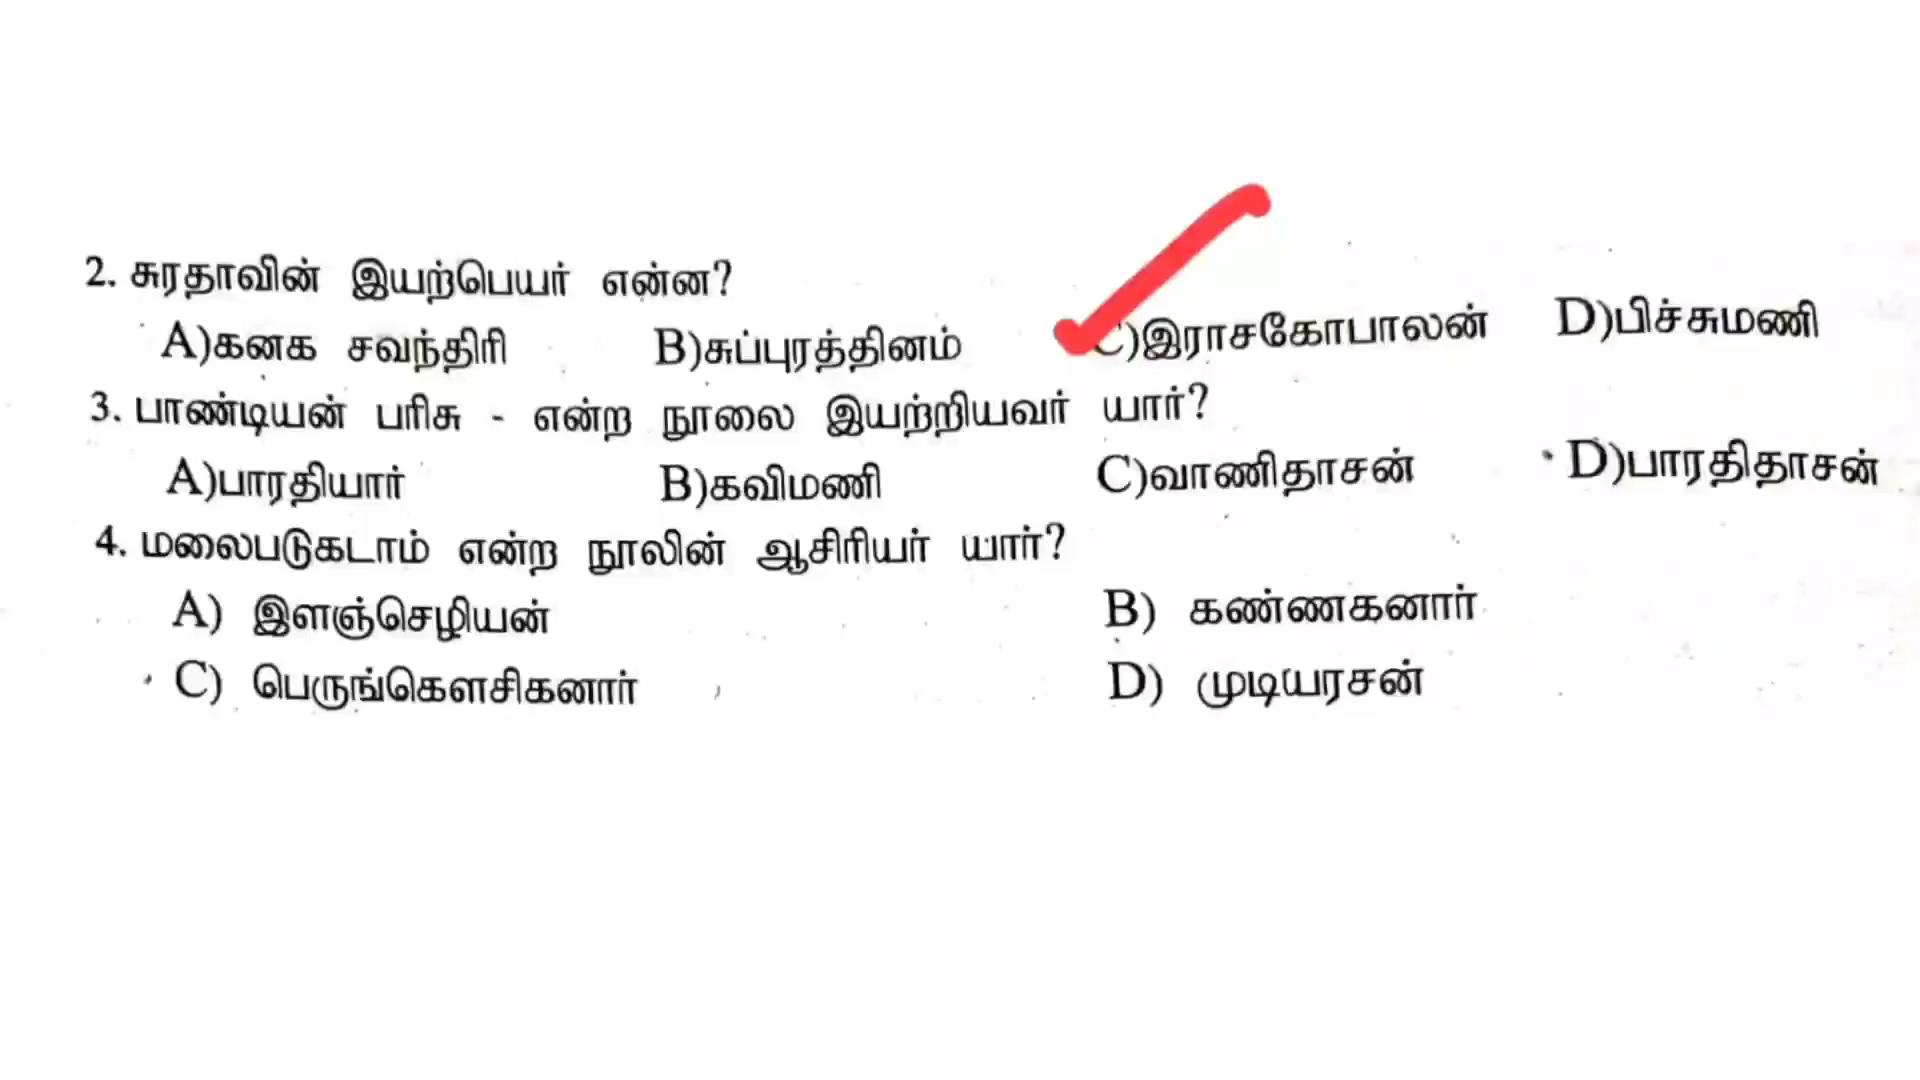 2. சுரதாவின் இயற்பெயர் என்ன?
A)கனக சவந்திரி B)சுப்புரத்தினம் C)இராசகோபாலன் D)பிச்சுமணி
3. பாண்டியன் பரிசு - என்ற நூலை இயற்றியவர் யார்?
A)பாரதியார் B)கவிமணி C)வாணிதாசன் D)பாரதிதாசன்
4. மலைபடுகடாம் என்ற நூலின் ஆசிரியர் யார்?
A) இளஞ்செழியன் B) கண்ணகனார்
C) பெருங்கௌசிகனார் D) முடியரசன்